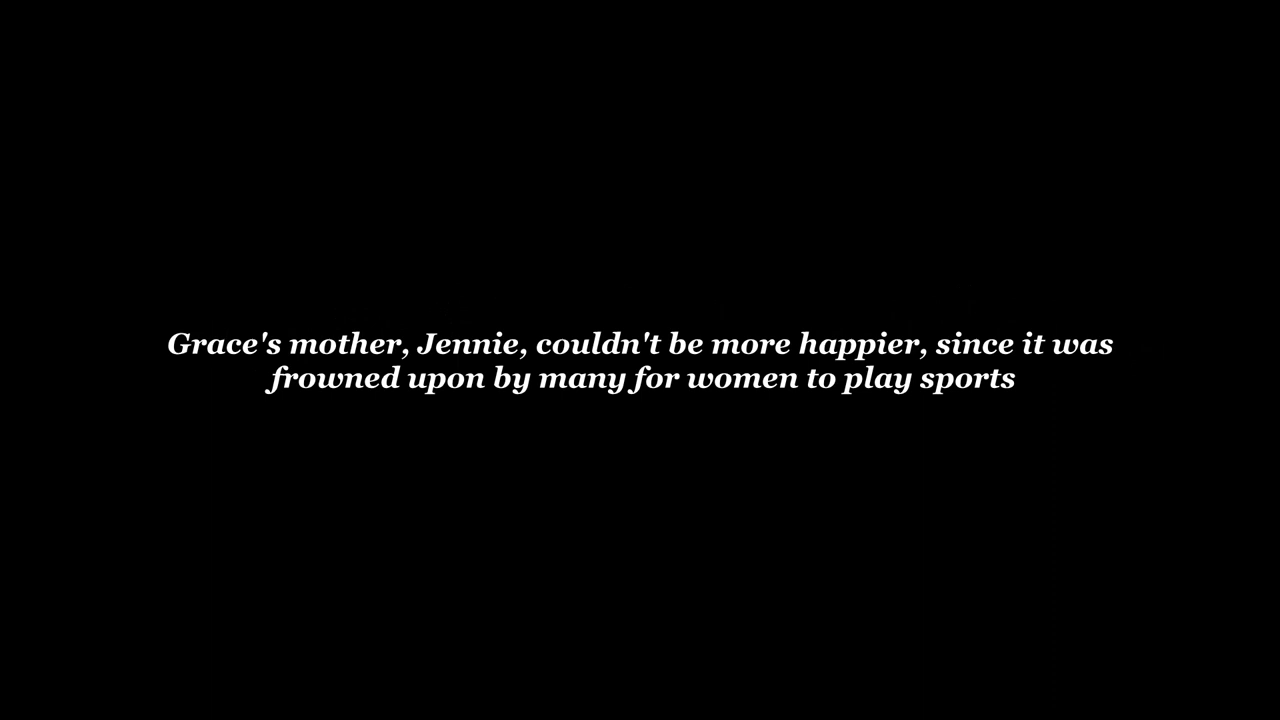 Grace's mother, Jennie, couldn't be more happier, since it was
frowned upon by many for women to play sports